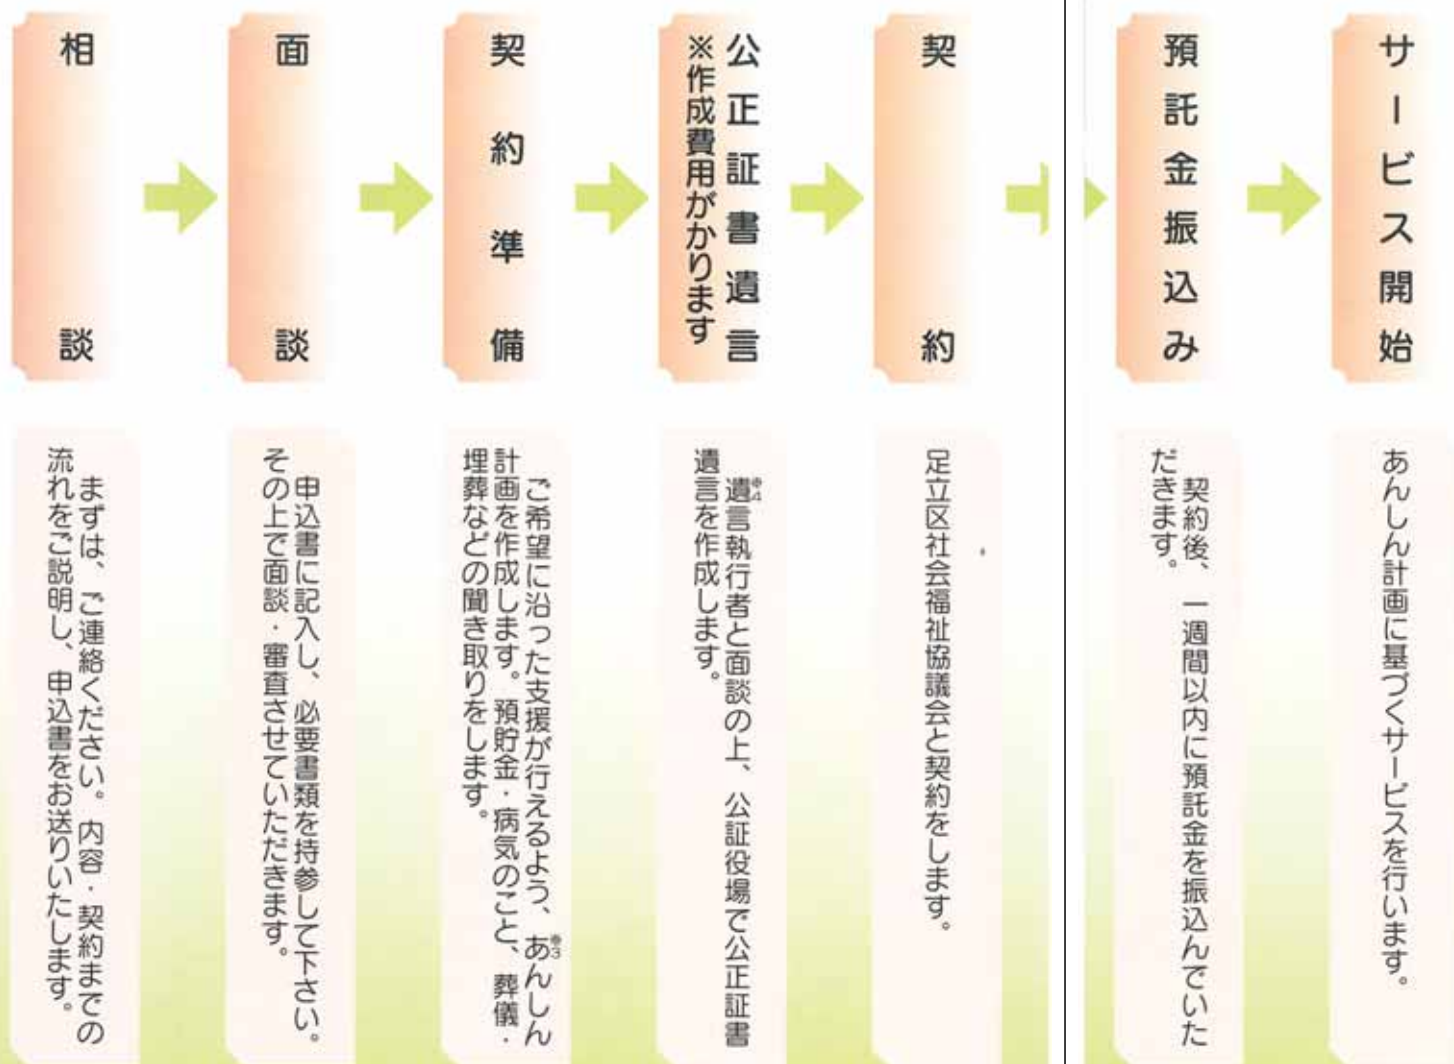 相談
まずは、ご連絡ください。内容・契約までの
流れをご説明し、申込書をお送りいたします。
面談
申込書に記入し、必要書類を持参して下さい。
その上で面談・審査させていただきます。
契約準備
ご希望に沿った支援が行えるよう、あんしん
計画を作成します。預貯金・病気のこと、葬儀・
埋葬などの聞き取りをします。
公正証書遺言
※作成費用がかかります
遺言執行者と面談の上、公証役場で公正証書
遺言を作成します。
契約
足立区社会福祉協議会と契約をします。
預託金振込み
契約後、一週間以内に預託金を振込んでいた
だきます。
サービス開始
あんしん計画に基づくサービスを行います。